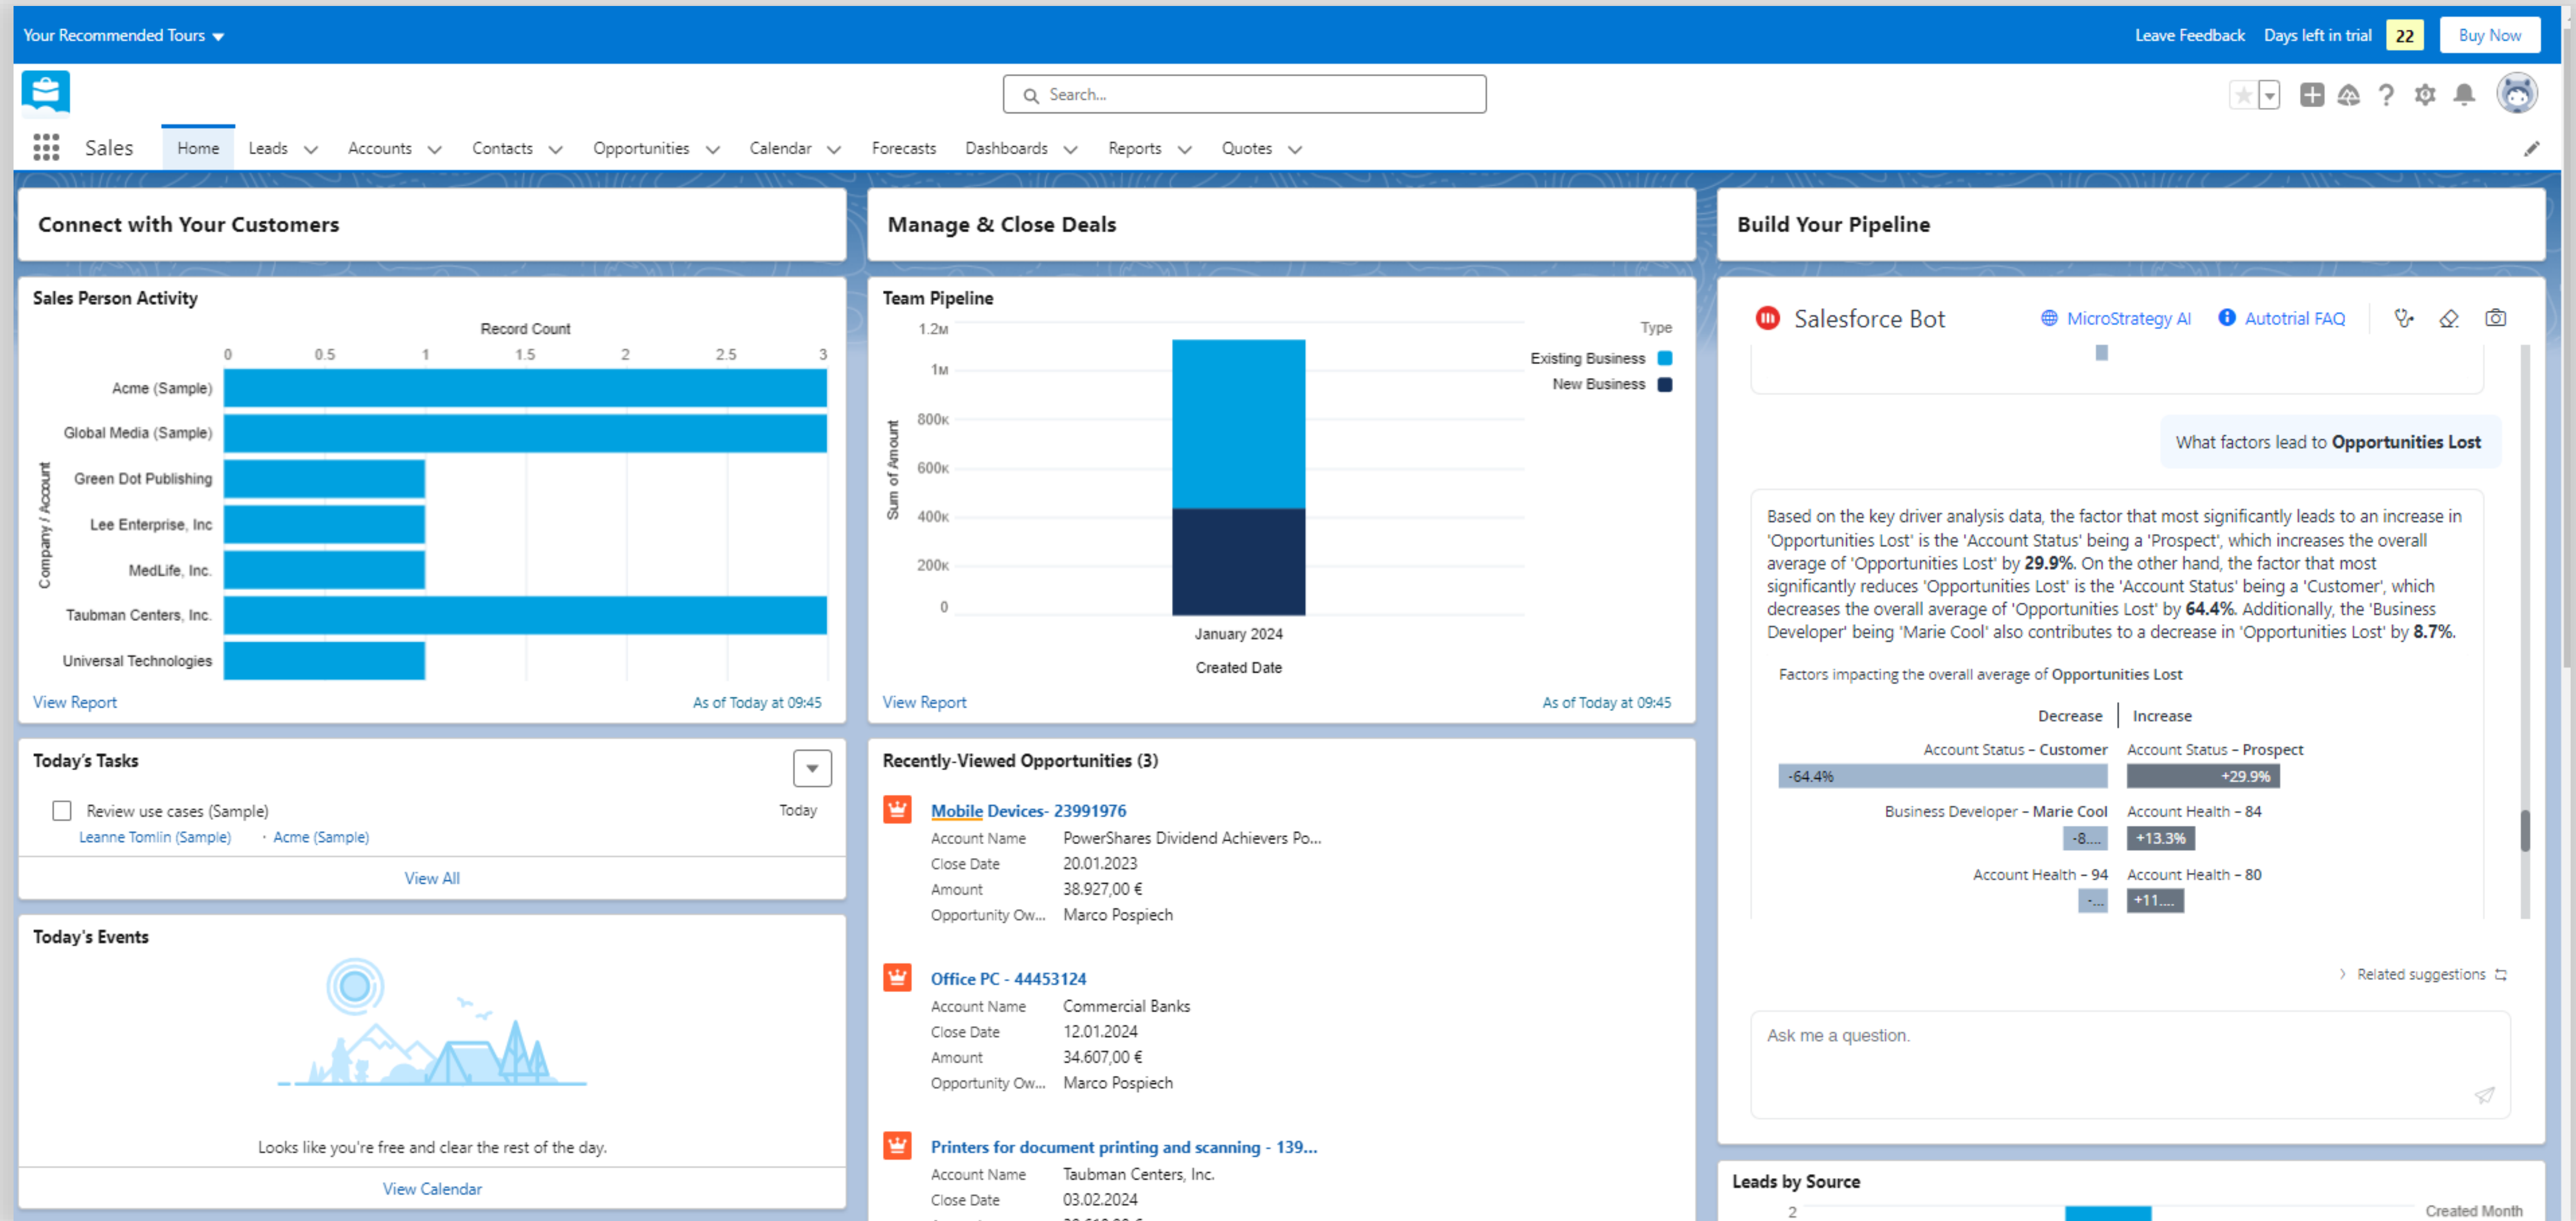 Your Recommended Tours
Leave Feedback
Days left in trial
22
Buy Now
Search...
Sales
Home
Leads
Accounts
Contacts
Opportunities
Calendar
Forecasts
Dashboards
Reports
Quotes
Connect with Your Customers
Sales Person Activity
Record Count
0 0.5 1 1.5 2 2.5 3
Company / Account
Acme (Sample)
Global Media (Sample)
Green Dot Publishing
Lee Enterprise, Inc
MedLife, Inc.
Taubman Centers, Inc.
Universal Technologies
View Report
As of Today at 09:45
Today's Tasks
Review use cases (Sample)
Today
Leanne Tomlin (Sample) · Acme (Sample)
View All
Today's Events
Looks like you're free and clear the rest of the day.
View Calendar
Manage & Close Deals
Team Pipeline
Type
Existing Business
New Business
Sum of Amount
1.2M
1M
800K
600K
400K
200K
0
January 2024
Created Date
View Report
As of Today at 09:45
Recently-Viewed Opportunities (3)
Mobile Devices- 23991976
Account Name PowerShares Dividend Achievers Po...
Close Date 20.01.2023
Amount 38.927,00 €
Opportunity Ow... Marco Pospiech
Office PC - 44453124
Account Name Commercial Banks
Close Date 12.01.2024
Amount 34.607,00 €
Opportunity Ow... Marco Pospiech
Printers for document printing and scanning - 139...
Account Name Taubman Centers, Inc.
Close Date 03.02.2024
Build Your Pipeline
Salesforce Bot
MicroStrategy AI
Autotrial FAQ
What factors lead to Opportunities Lost
Based on the key driver analysis data, the factor that most significantly leads to an increase in
'Opportunities Lost' is the 'Account Status' being a 'Prospect', which increases the overall
average of 'Opportunities Lost' by 29.9%. On the other hand, the factor that most
significantly reduces 'Opportunities Lost' is the 'Account Status' being a 'Customer', which
decreases the overall average of 'Opportunities Lost' by 64.4%. Additionally, the 'Business
Developer' being 'Marie Cool' also contributes to a decrease in 'Opportunities Lost' by 8.7%.
Factors impacting the overall average of Opportunities Lost
Decrease Increase
Account Status – Customer Account Status – Prospect
-64.4% +29.9%
Business Developer – Marie Cool Account Health – 84
-8.... +13.3%
Account Health – 94 Account Health – 80
-... +11....
Related suggestions
Ask me a question.
Leads by Source
2
Created Month